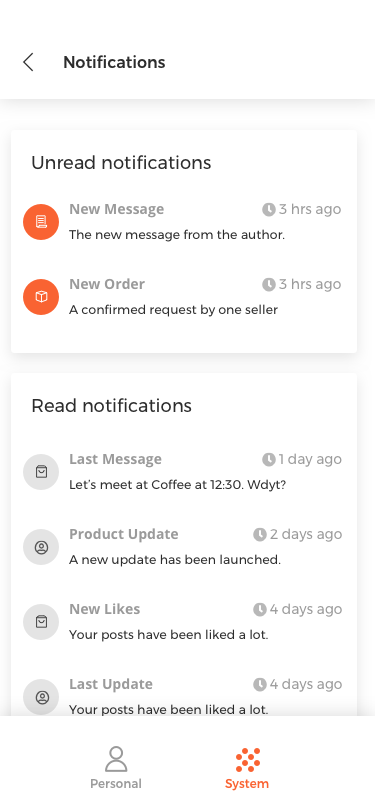 Notifications
Unread notifications
New Message
3 hrs ago
The new message from the author.
New Order
3 hrs ago
A confirmed request by one seller
Read notifications
Last Message
1 day ago
Let's meet at Coffee at 12:30. Wdyt?
Product Update
2 days ago
A new update has been launched.
New Likes
4 days ago
Your posts have been liked a lot.
Last Update
4 days ago
Your posts have been liked a lot.
Personal
System